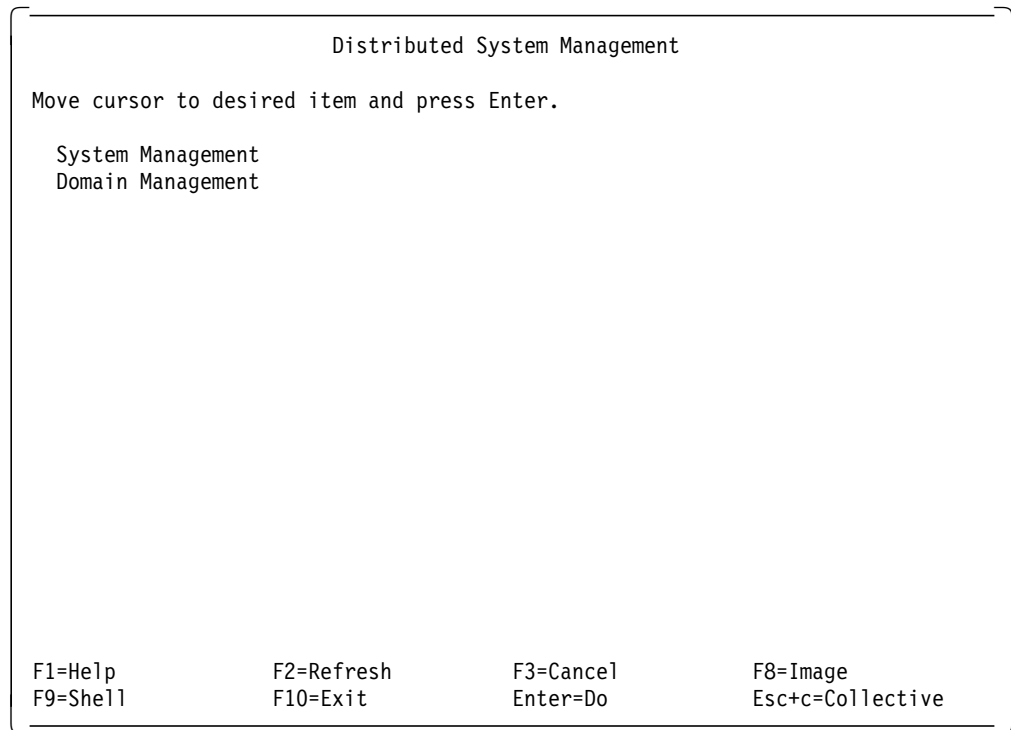 Distributed System Management
Move cursor to desired item and press Enter.
System Management
Domain Management
F1=Help F2=Refresh F3=Cancel F8=Image
F9=Shell F10=Exit Enter=Do Esc+c=Collective